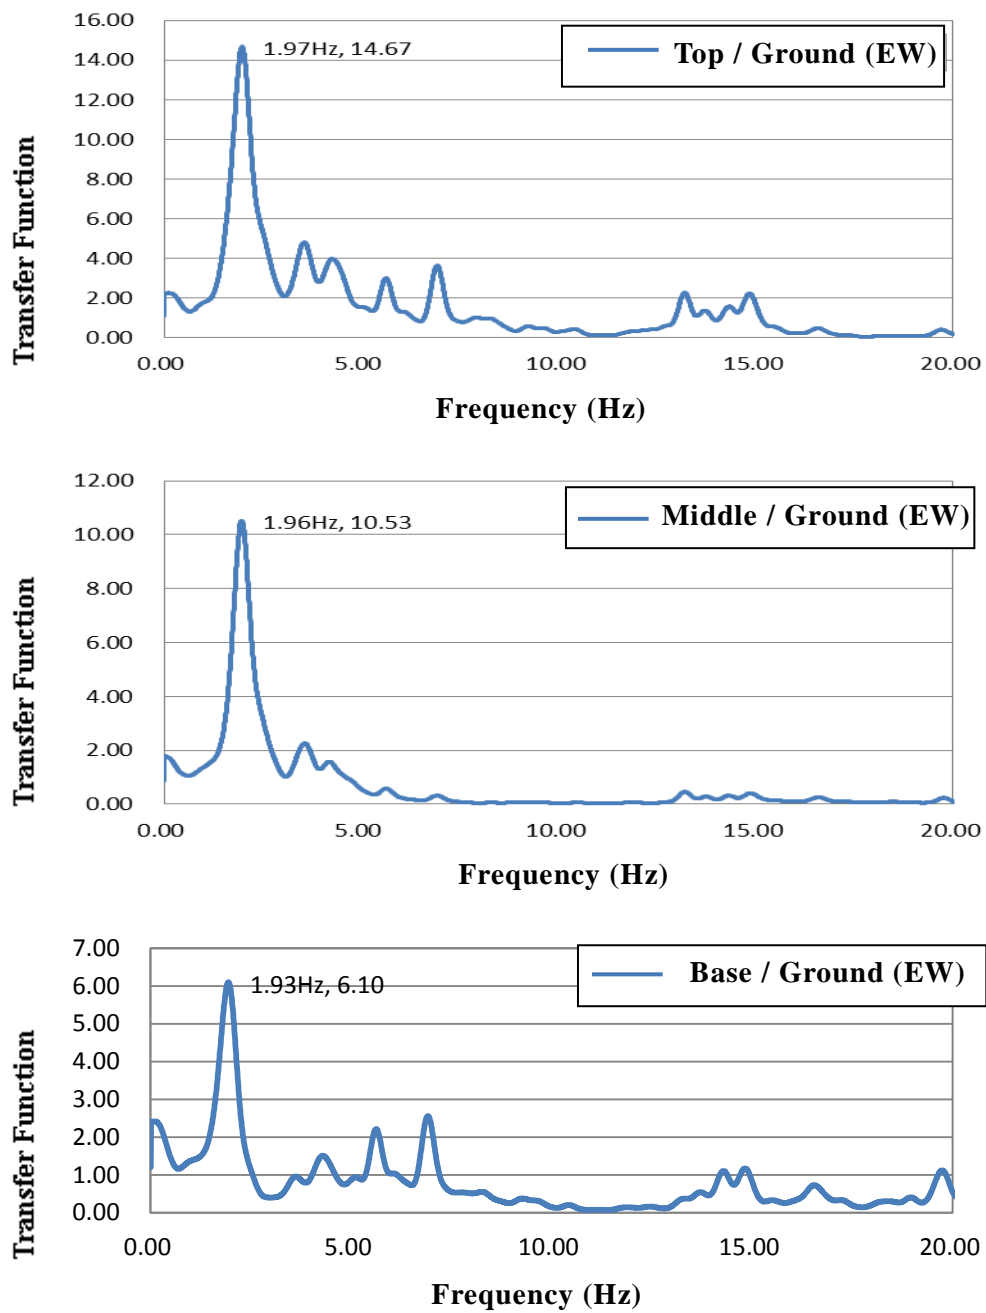 16.00
1.97Hz, 14.67
Top / Ground (EW)
14.00
12.00
10.00
8.00
6.00
4.00
2.00
0.00
Transfer Function
0.00 5.00 10.00 15.00 20.00
Frequency (Hz)
12.00
1.96Hz, 10.53
Middle / Ground (EW)
10.00
8.00
6.00
4.00
2.00
0.00
Transfer Function
0.00 5.00 10.00 15.00 20.00
Frequency (Hz)
7.00
Base / Ground (EW)
6.00
1.93Hz, 6.10
5.00
4.00
3.00
2.00
1.00
0.00
Transfer Function
0.00 5.00 10.00 15.00 20.00
Frequency (Hz)